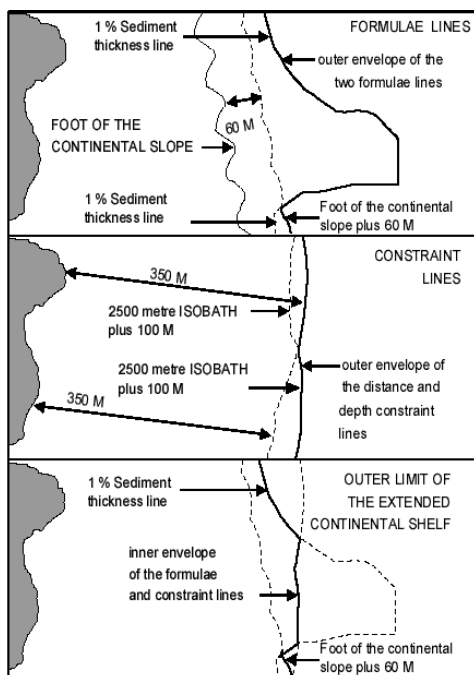 1 % Sediment
thickness line
FORMULAE LINES
outer envelope of the
two formulae lines
60 M
FOOT OF THE
CONTINENTAL SLOPE
1 % Sediment
thickness line
Foot of the continental
slope plus 60 M
CONSTRAINT
LINES
350 M
2500 metre ISOBATH
plus 100 M
2500 metre ISOBATH
plus 100 M
outer envelope of
the distance and
depth constraint
lines
350 M
1 % Sediment
thickness line
OUTER LIMIT OF
THE EXTENDED
CONTINENTAL SHELF
inner envelope
of the formulae
and constraint lines
Foot of the continental
slope plus 60 M